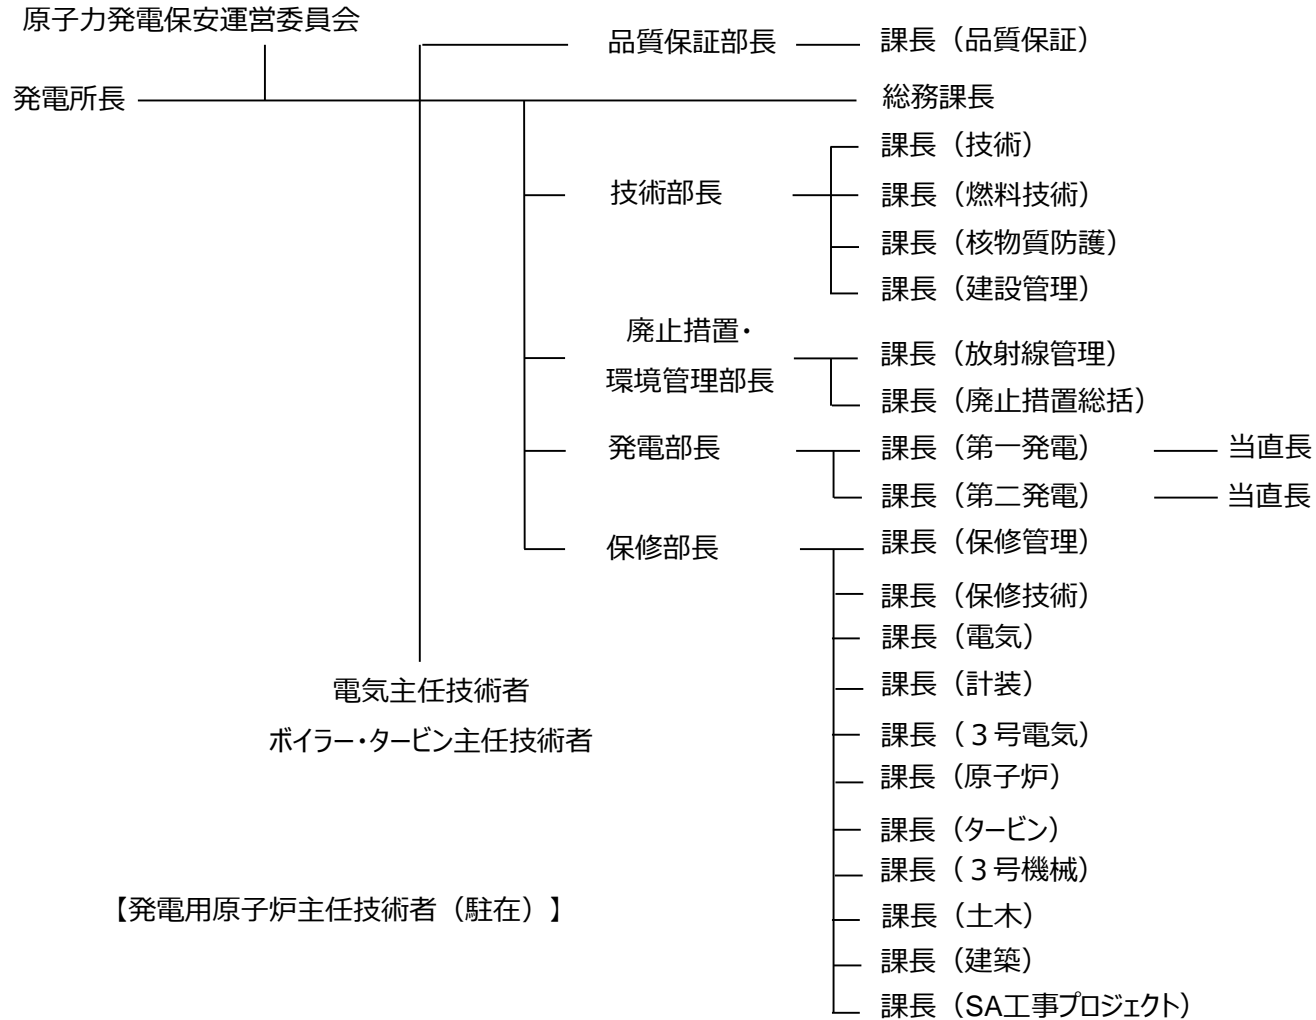 原子力発電保安運営委員会
品質保証部長
課長（品質保証）
発電所長
総務課長
課長（技術）
技術部長
課長（燃料技術）
課長（核物質防護）
課長（建設管理）
廃止措置・
環境管理部長
課長（放射線管理）
課長（廃止措置総括）
発電部長
課長（第一発電）
当直長
課長（第二発電）
当直長
保修部長
課長（保修管理）
課長（保修技術）
課長（電気）
課長（計装）
課長（３号電気）
課長（原子炉）
課長（タービン）
課長（３号機械）
課長（土木）
課長（建築）
課長（SA工事プロジェクト）
電気主任技術者
ボイラー・タービン主任技術者
【発電用原子炉主任技術者（駐在）】